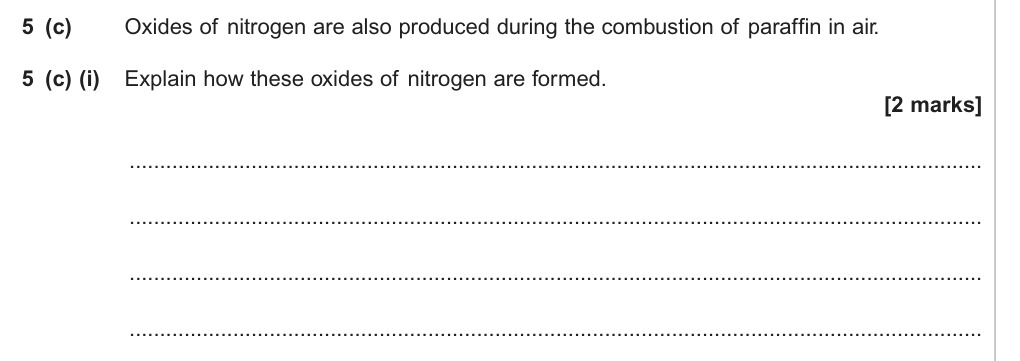 5 (c) Oxides of nitrogen are also produced during the combustion of paraffin in air.
5 (c) (i) Explain how these oxides of nitrogen are formed.
[2 marks]